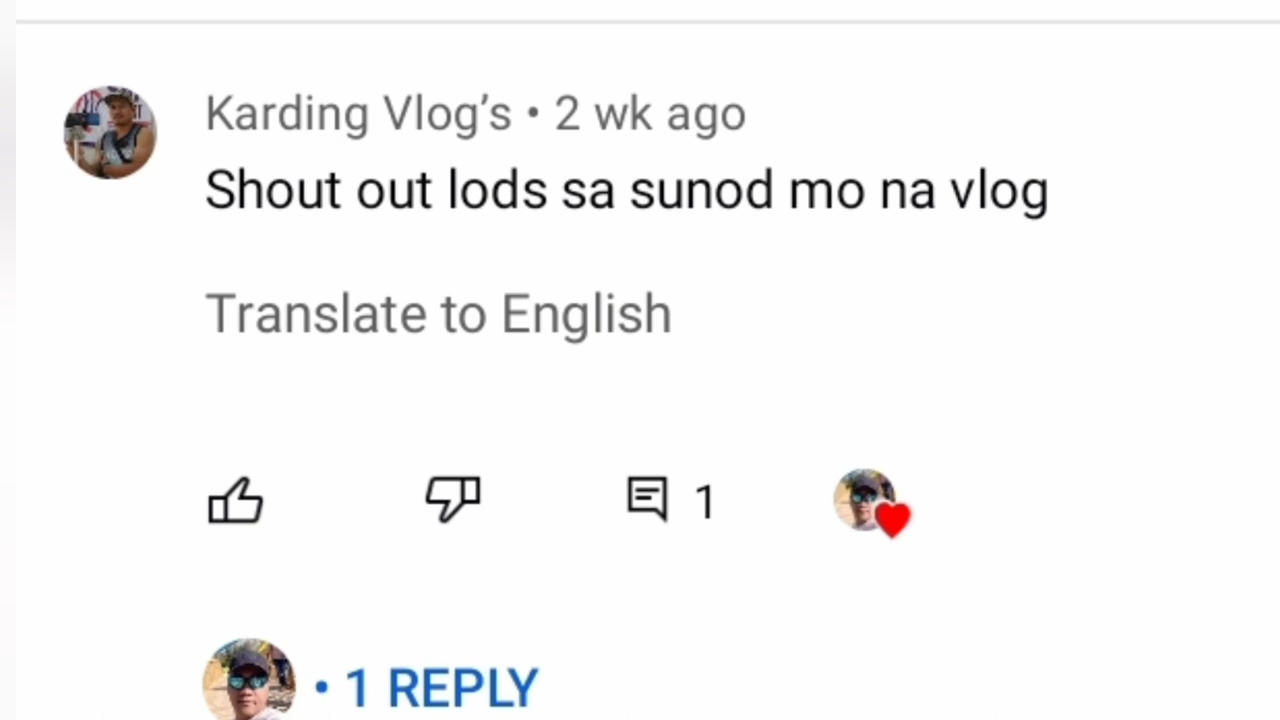 Karding Vlog’s • 2 wk ago
Shout out lods sa sunod mo na vlog
Translate to English
1
• 1 REPLY